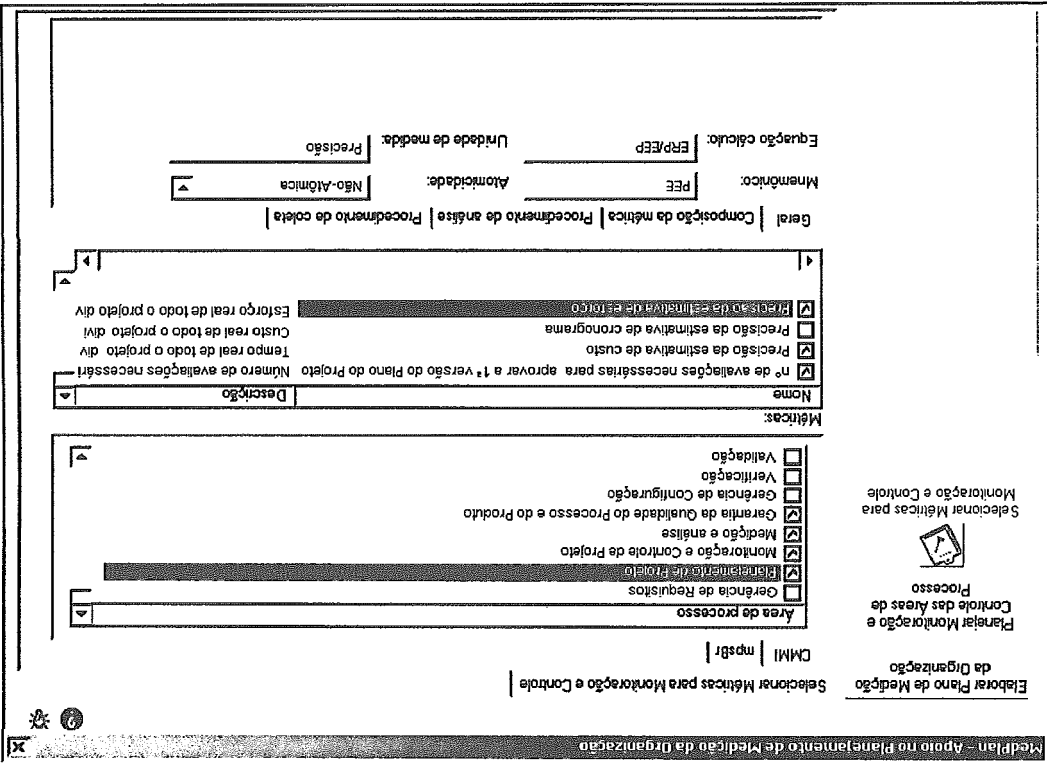 MedPlan - Apoio no Planejamento de Medição da Organização
Elaborar Plano de Medição da Organização
Planejar Monitoração e Controle das Áreas de Processo
Selecionar Métricas para Monitoração e Controle
Selecionar Métricas para Monitoração e Controle
CMMI
mpsBr
Área de processo
Gerência de Requisitos
Planejamento de Projeto
Monitoração e Controle de Projeto
Medição e análise
Garantia da Qualidade do Processo e do Produto
Gerência de Configuração
Verificação
Validação
Métricas:
Nome Descrição
nº de avaliações necessárias para aprovar a 1ª versão do Plano do Projeto Número de avaliações necessári
Precisão da estimativa de custo Tempo real de todo o projeto div
Precisão da estimativa de cronograma Custo real de todo o projeto divi
Precisão da estimativa de esforço Esforço real de todo o projeto div
Geral Composição da métrica Procedimento de análise Procedimento de coleta
Mnemônico: PEE Atomicidade: Não-Atômica
Equação cálculo: ERP/EEP Unidade de medida: Precisão